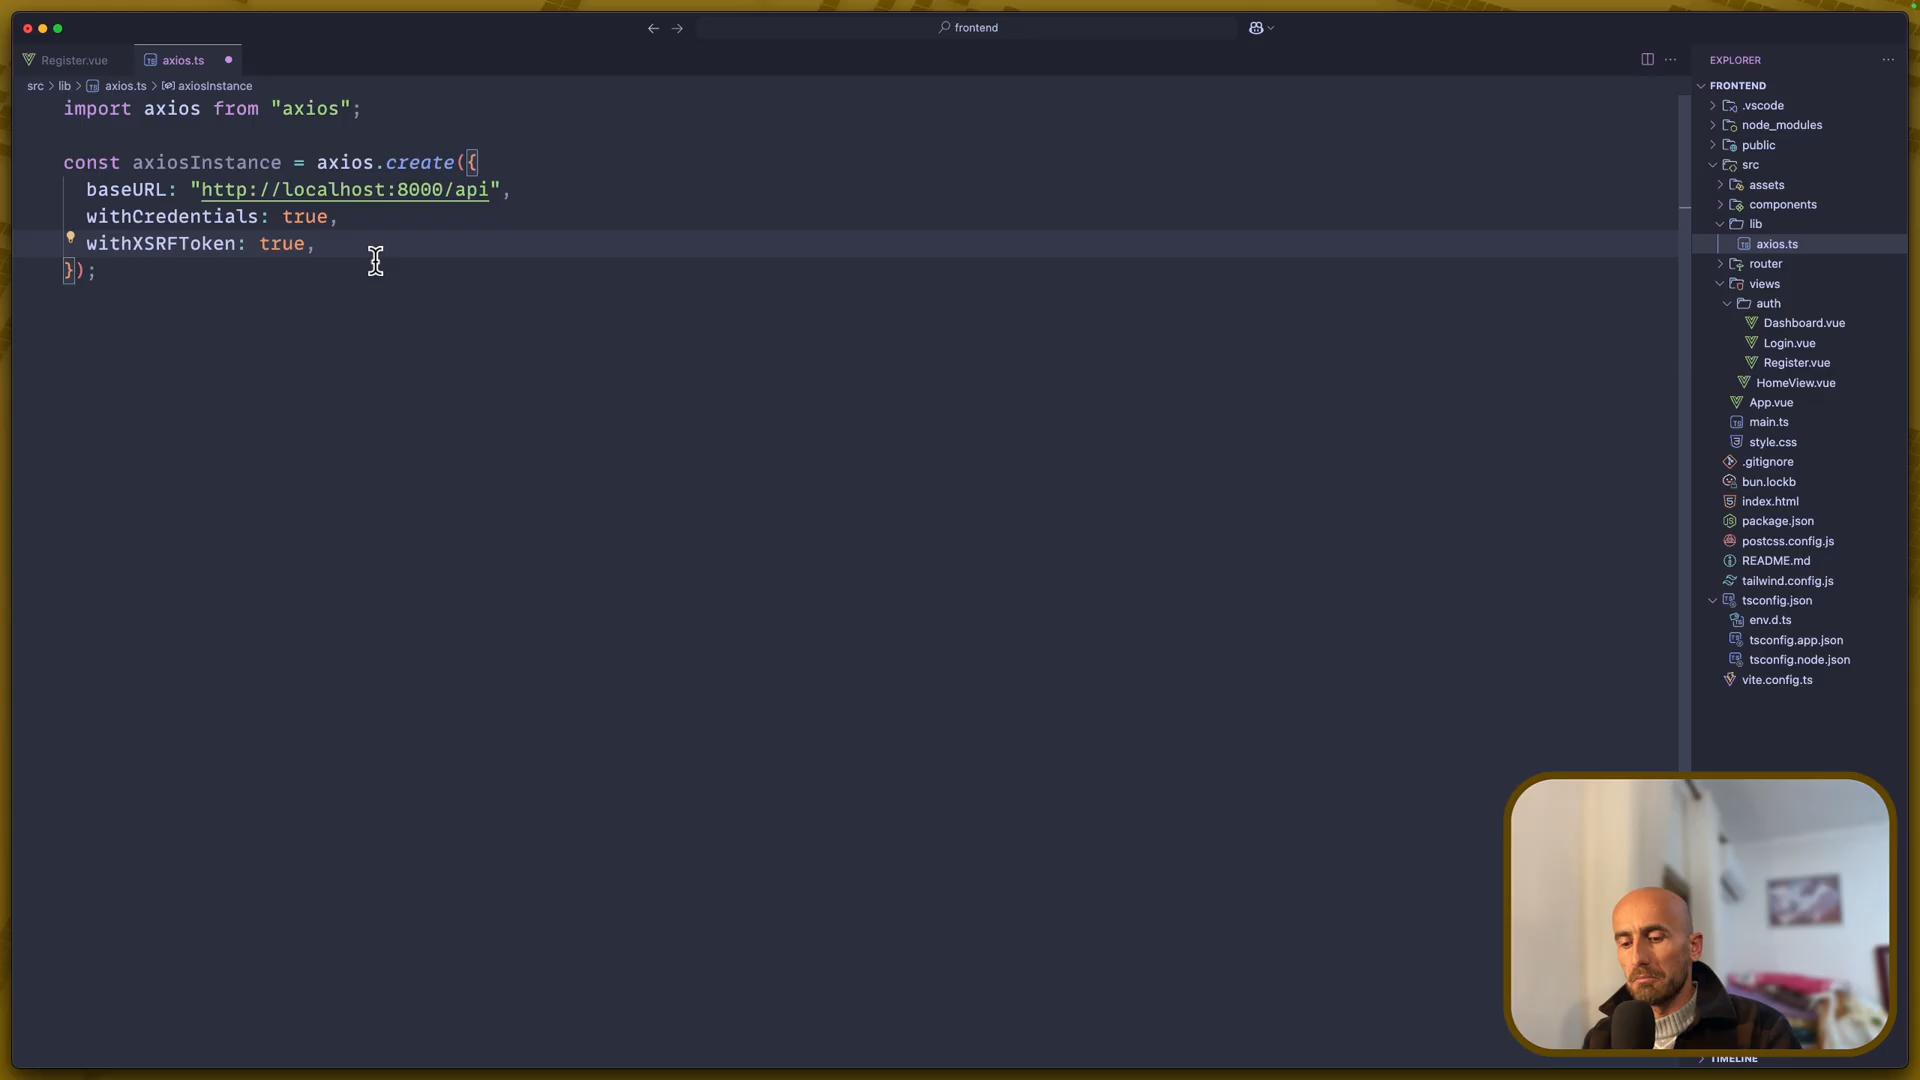 frontend
Register.vue
axios.ts
src > lib > axios.ts > axiosInstance
import axios from "axios";
const axiosInstance = axios.create({
baseURL: "http://localhost:8000/api",
withCredentials: true,
withXSRFToken: true,
});
EXPLORER
FRONTEND
.vscode
node_modules
public
src
assets
components
lib
axios.ts
router
views
auth
Dashboard.vue
Login.vue
Register.vue
HomeView.vue
App.vue
main.ts
style.css
.gitignore
bun.lockb
index.html
package.json
postcss.config.js
README.md
tailwind.config.js
tsconfig.json
env.d.ts
tsconfig.app.json
tsconfig.node.json
vite.config.ts
TIMELINE